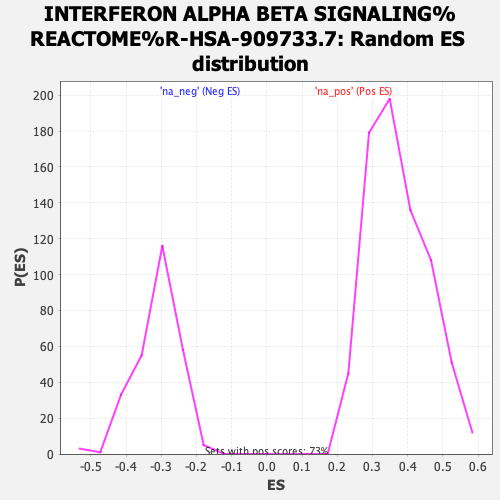 INTERFERON ALPHA BETA SIGNALING%
REACTOME%R-HSA-909733.7: Random ES
distribution
'na_neg' (Neg ES)
'na_pos' (Pos ES)
200
180
160
140
120
100
80
60
40
20
0
P(ES)
Sets with pos scores: 73%
-0.5
-0.4
-0.3
-0.2
-0.1
0.0
0.1
0.2
0.3
0.4
0.5
0.6
ES